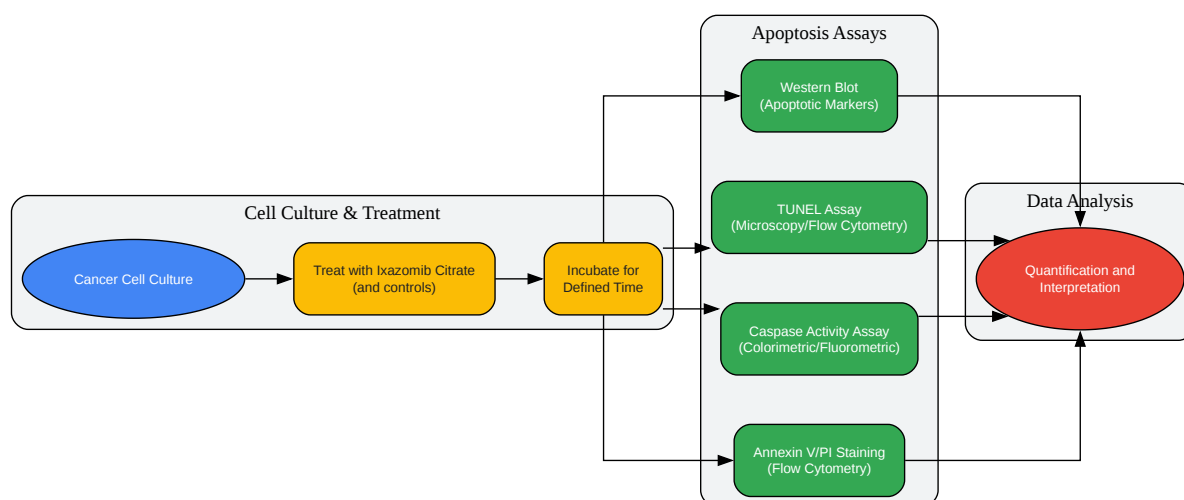 Cell Culture & Treatment
Cancer Cell Culture
Treat with Ixazomib Citrate
(and controls)
Incubate for
Defined Time
Apoptosis Assays
Western Blot
(Apoptotic Markers)
TUNEL Assay
(Microscopy/Flow Cytometry)
Caspase Activity Assay
(Colorimetric/Fluorometric)
Annexin V/PI Staining
(Flow Cytometry)
Data Analysis
Quantification and
Interpretation